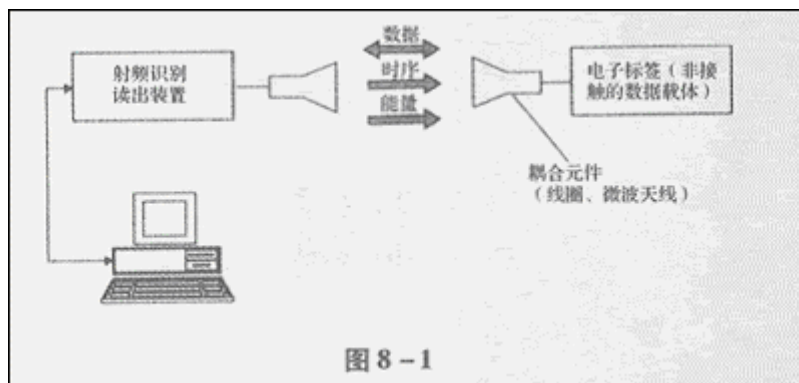 射频识别
读出装置
数据
时序
能量
电子标签（非接
触的数据载体）
耦合元件
（线圈、微波天线）
图 8-1